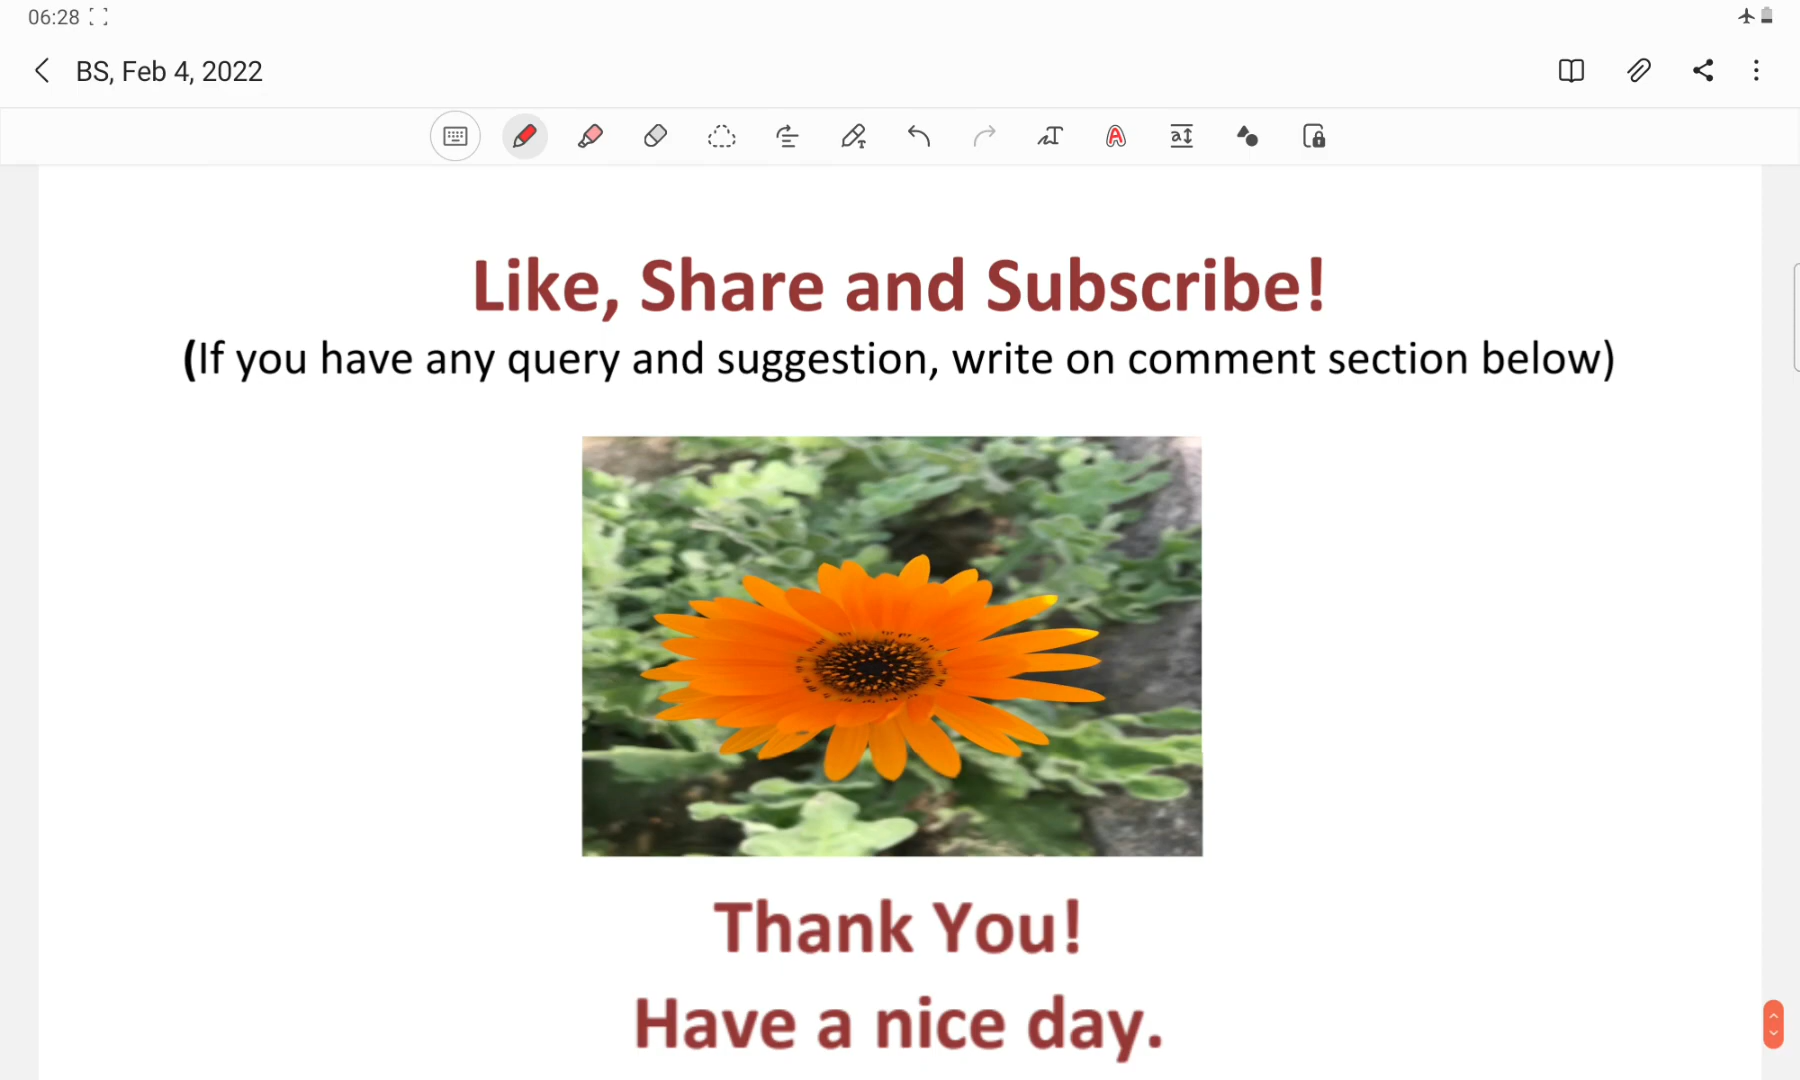 06:28
BS, Feb 4, 2022
Like, Share and Subscribe!
(If you have any query and suggestion, write on comment section below)
Thank You!
Have a nice day.